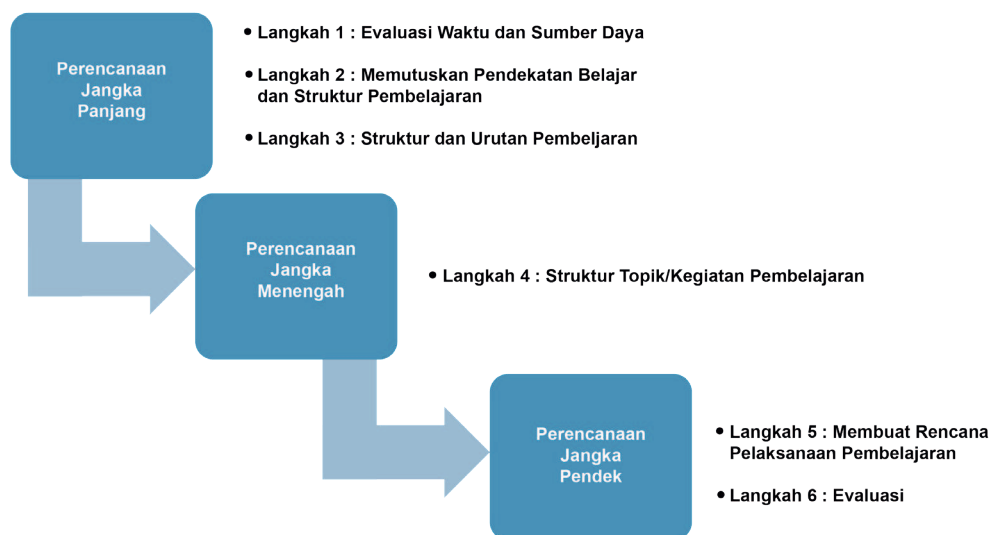 Perencanaan
Jangka
Panjang
• Langkah 1 : Evaluasi Waktu dan Sumber Daya
• Langkah 2 : Memutuskan Pendekatan Belajar
dan Struktur Pembelajaran
• Langkah 3 : Struktur dan Urutan Pembeljaran
Perencanaan
Jangka
Menengah
• Langkah 4 : Struktur Topik/Kegiatan Pembelajaran
Perencanaan
Jangka
Pendek
• Langkah 5 : Membuat Rencana
Pelaksanaan Pembelajaran
• Langkah 6 : Evaluasi